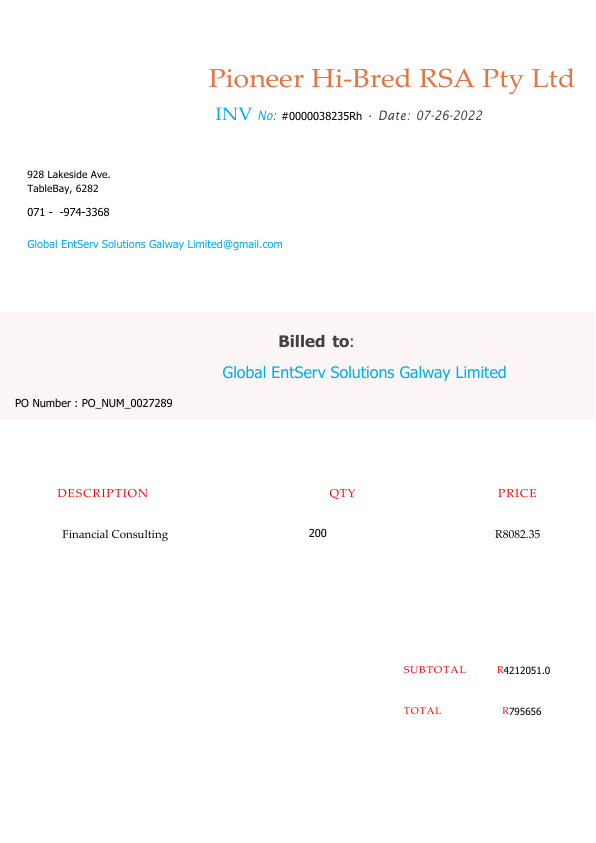 Pioneer Hi-Bred RSA Pty Ltd
INV No: #0000038235Rh · Date: 07-26-2022
928 Lakeside Ave.
TableBay, 6282
071 -  -974-3368
Global EntServ Solutions Galway Limited@gmail.com
Billed to:
Global EntServ Solutions Galway Limited
PO Number : PO_NUM_0027289
DESCRIPTION QTY PRICE
Financial Consulting 200 R8082.35
SUBTOTAL R4212051.0
TOTAL R795656